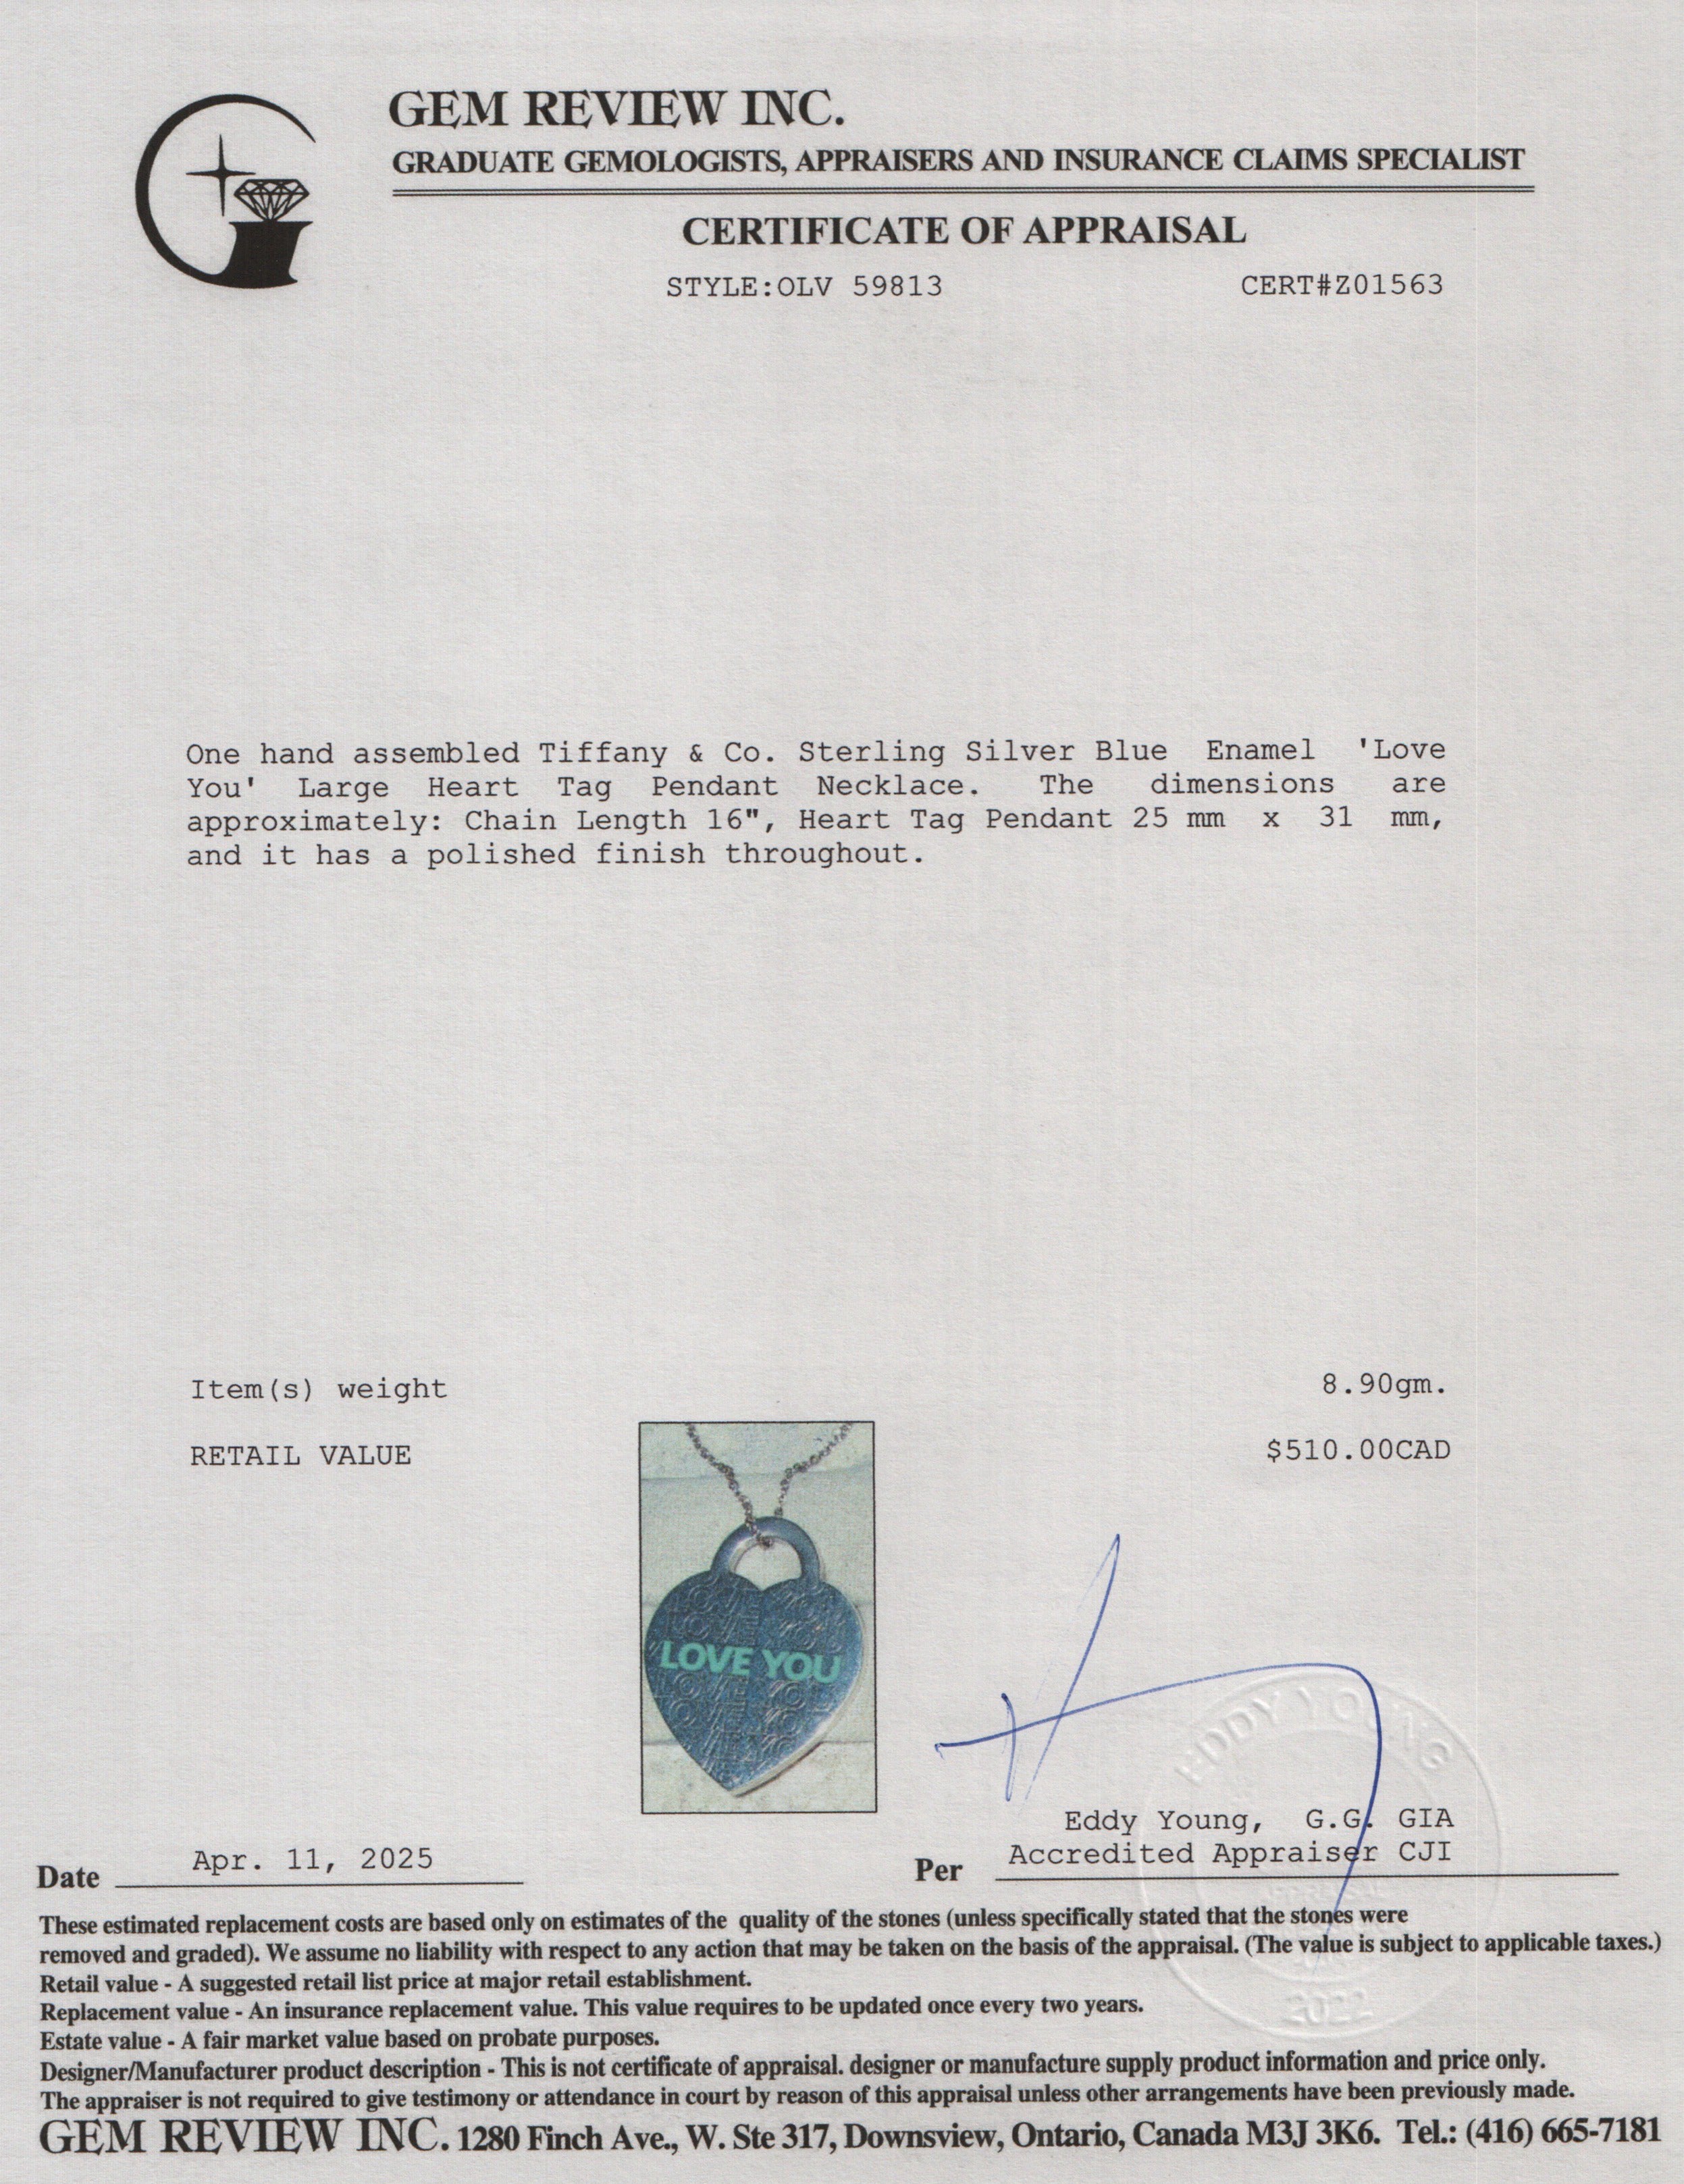 GEM REVIEW INC.
GRADUATE GEMOLOGISTS, APPRAISERS AND INSURANCE CLAIMS SPECIALIST
CERTIFICATE OF APPRAISAL
STYLE:OLV 59813 CERT#Z01563
One hand assembled Tiffany & Co. Sterling Silver Blue Enamel 'Love
You' Large Heart Tag Pendant Necklace. The dimensions are
approximately: Chain Length 16", Heart Tag Pendant 25 mm x 31 mm,
and it has a polished finish throughout.
Item(s) weight 8.90gm.
RETAIL VALUE $510.00CAD
LOVE YOU
EDDY YOUNG
Eddy Young, G.G. GIA
Accredited Appraiser CJI
Date Apr. 11, 2025 Per
These estimated replacement costs are based only on estimates of the quality of the stones (unless specifically stated that the stones were
removed and graded). We assume no liability with respect to any action that may be taken on the basis of the appraisal. (The value is subject to applicable taxes.)
Retail value - A suggested retail list price at major retail establishment.
Replacement value - An insurance replacement value. This value requires to be updated once every two years.
2022
Estate value - A fair market value based on probate purposes.
Designer/Manufacturer product description - This is not certificate of appraisal. designer or manufacture supply product information and price only.
The appraiser is not required to give testimony or attendance in court by reason of this appraisal unless other arrangements have been previously made.
GEM REVIEW INC. 1280 Finch Ave., W. Ste 317, Downsview, Ontario, Canada M3J 3K6. Tel.: (416) 665-7181